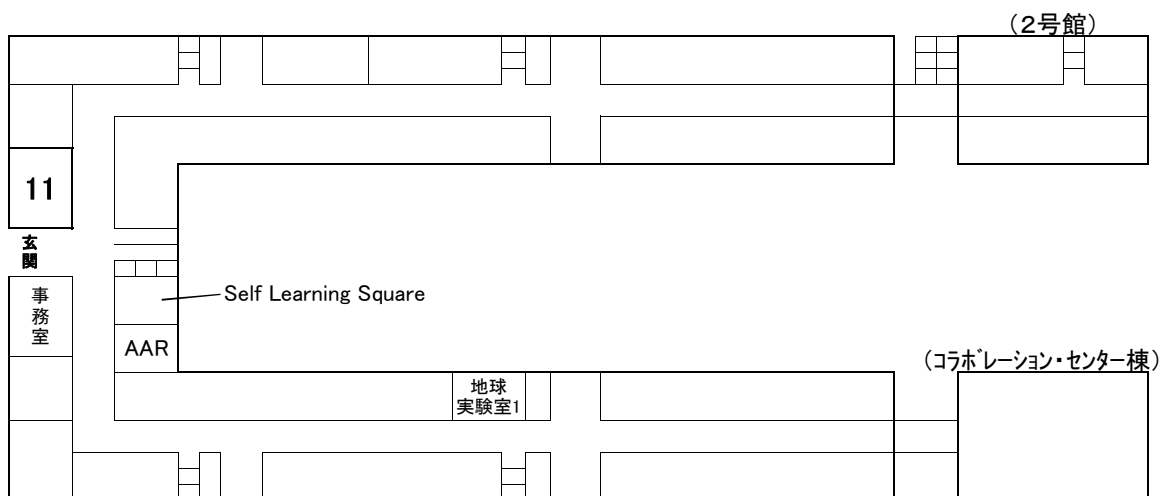 （2号館）
11
玄関
事務室
Self Learning Square
AAR
（ｺﾗﾎﾞﾚｰｼｮﾝ・ｾﾝﾀｰ棟）
地球
実験室1